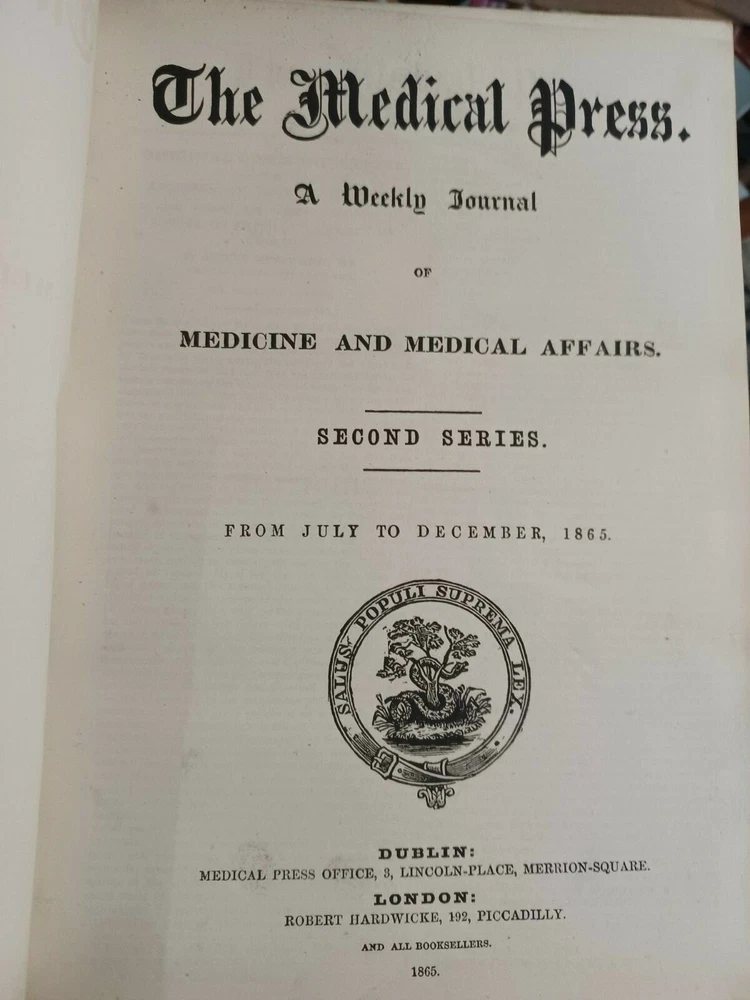 The Medical Press.
A Weekly Journal
OF
MEDICINE AND MEDICAL AFFAIRS.
SECOND SERIES.
FROM JULY TO DECEMBER, 1865.
SALUS POPULI SUPREMA LEX.
DUBLIN:
MEDICAL PRESS OFFICE, 3, LINCOLN-PLACE, MERRION-SQUARE.
LONDON:
ROBERT HARDWICKE, 192, PICCADILLY.
AND ALL BOOKSELLERS.
1865.